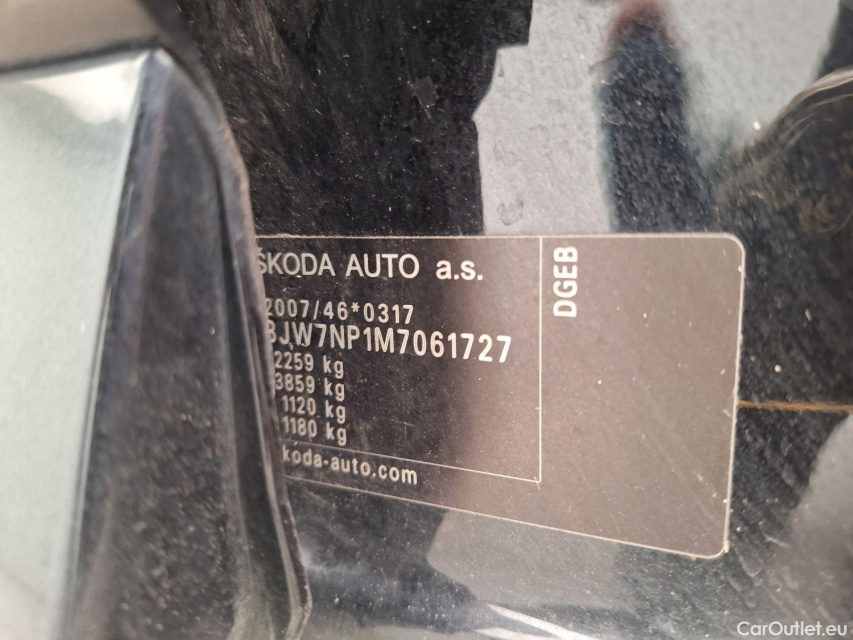 ŠKODA AUTO a.s.
DGEB
2007/46*0317
BJW7NP1M7061727
2259 kg
3859 kg
1120 kg
1180 kg
koda-auto.com
CarOutlet.eu